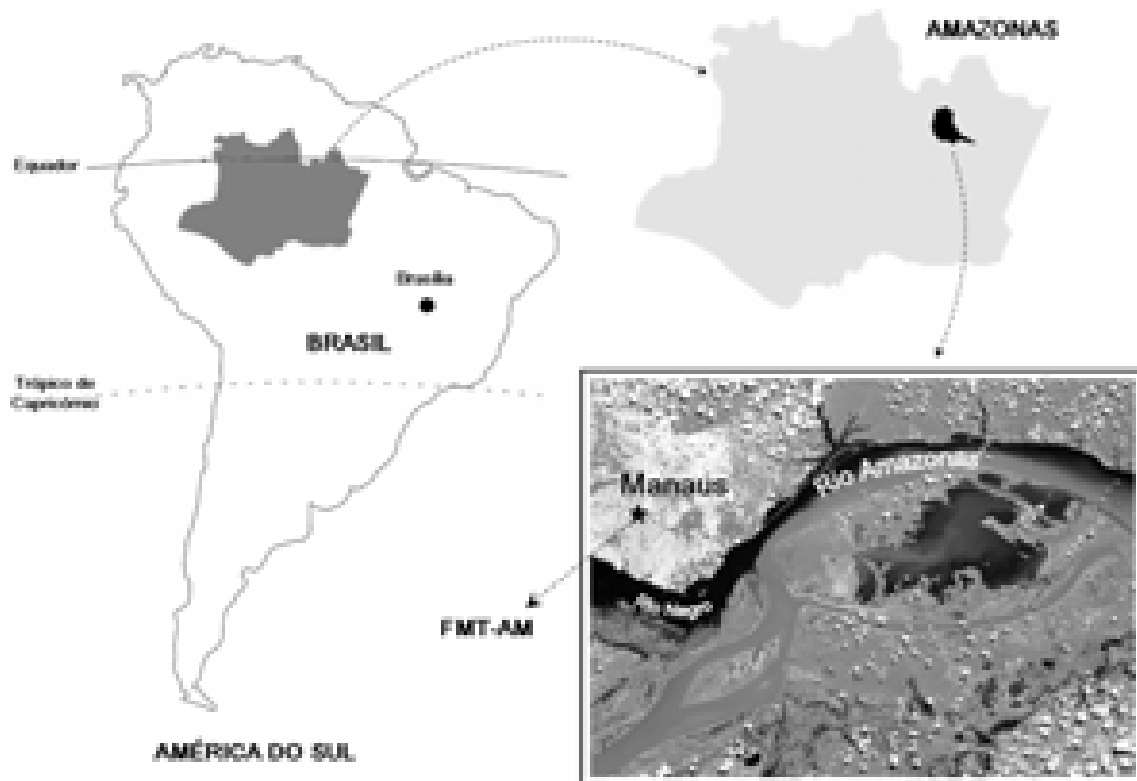 AMAZONAS
Equador
Brasília
BRASIL
Trópico de
Capricórnio
Rio Amazonas
Manaus
Rio Negro
FMT-AM
AMÉRICA DO SUL